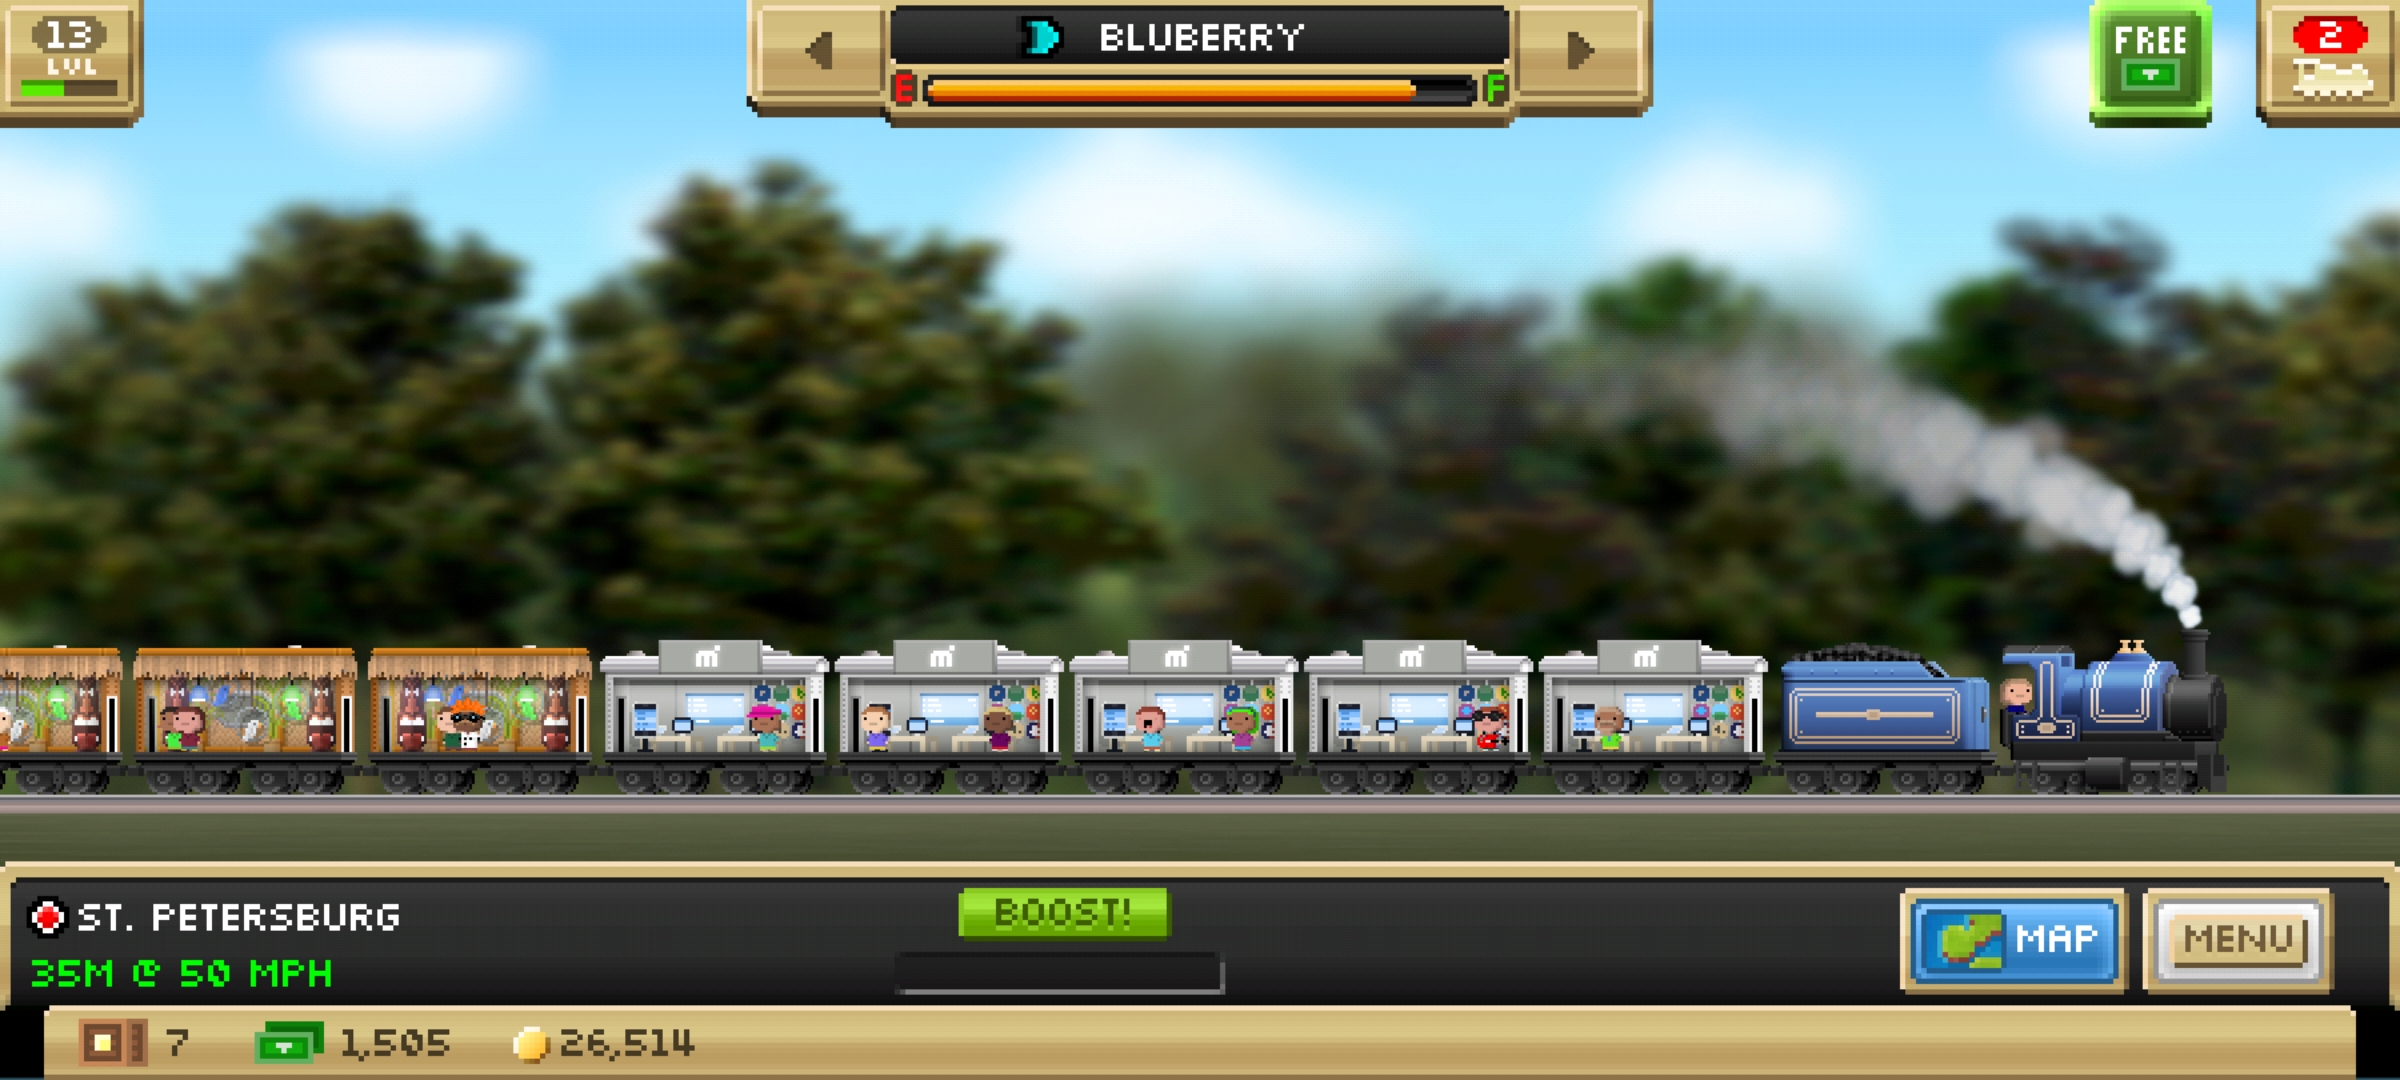 13
LVL
BLUBERRY
E F
FREE
2
m m m m m
ST. PETERSBURG
35M @ 50 MPH
BOOST!
MAP
MENU
7 1,505 26,514